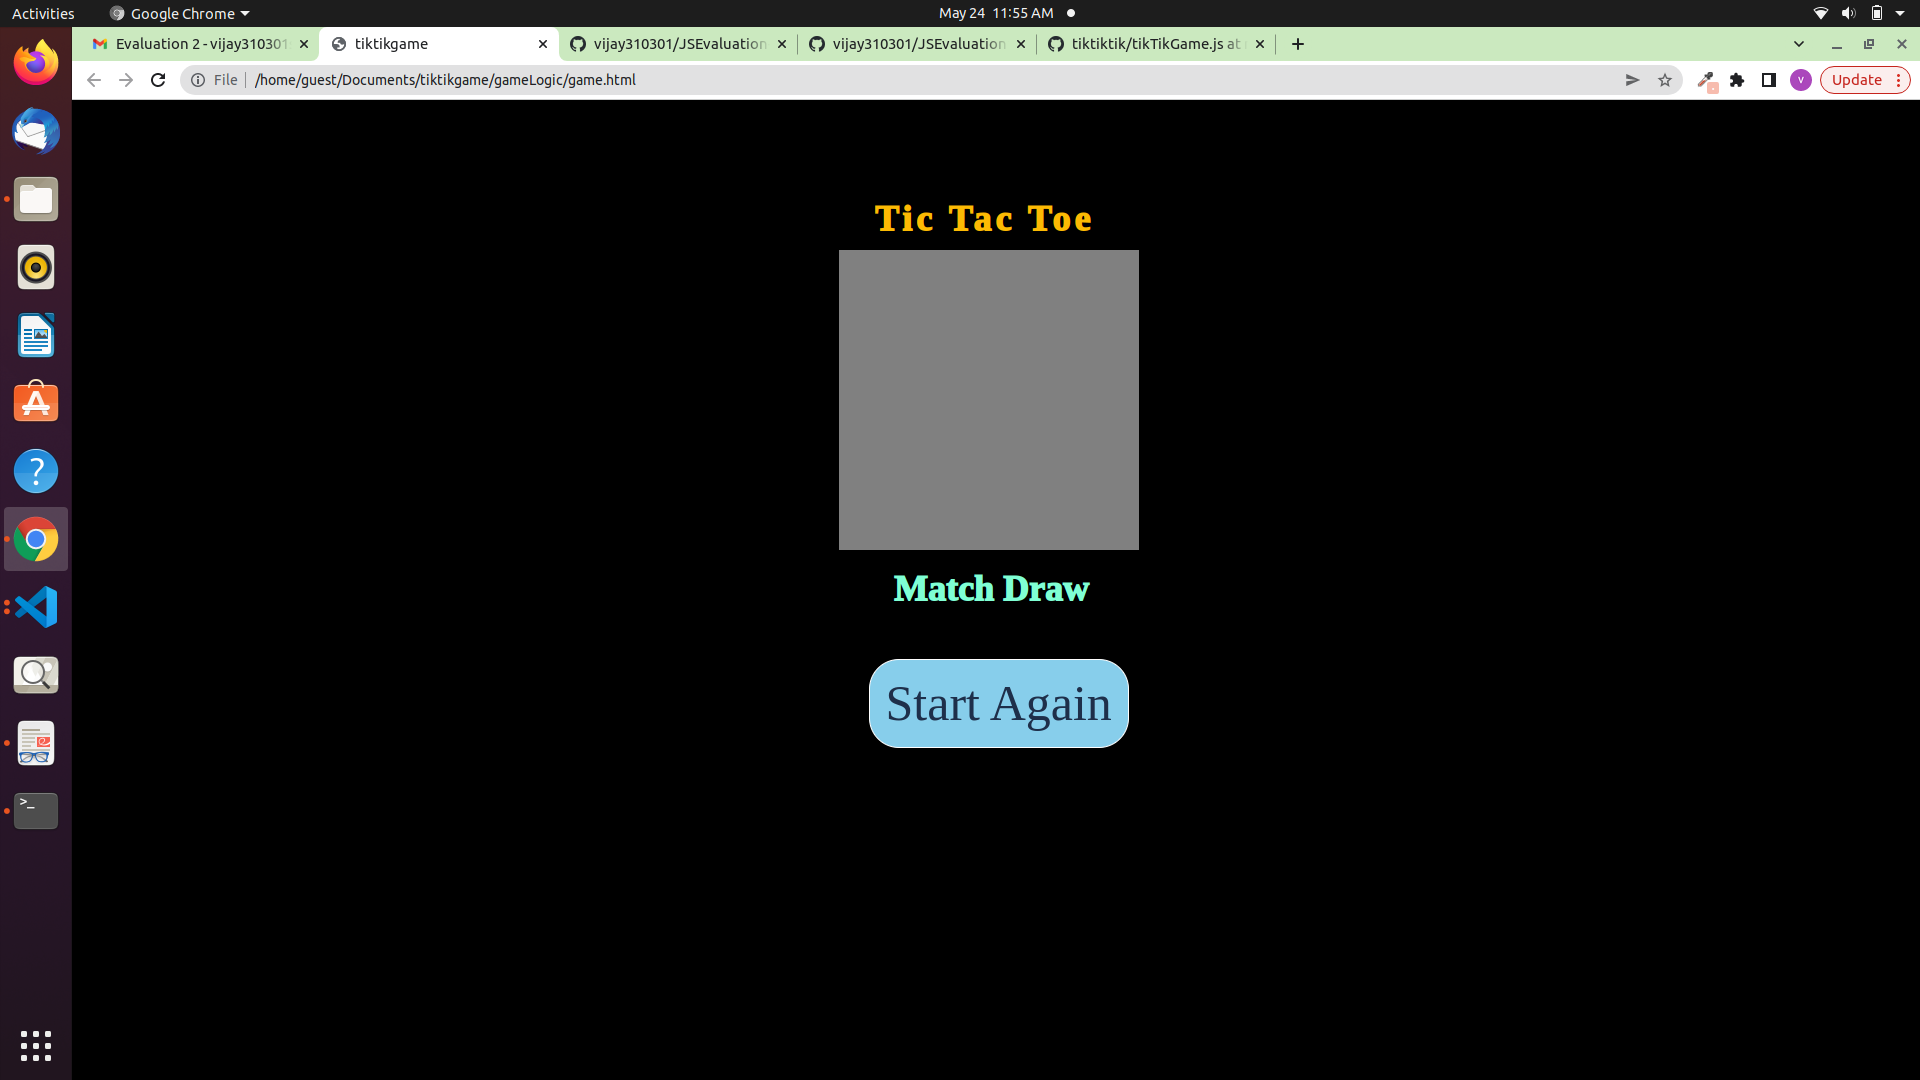 Activities
Google Chrome
May 24 11:55 AM
Evaluation 2 - vijay310301
tiktikgame
vijay310301/JSEvaluation
vijay310301/JSEvaluation
tiktiktik/tikTikGame.js at
File
/home/guest/Documents/tiktikgame/gameLogic/game.html
V
Update
Tic Tac Toe
Match Draw
Start Again